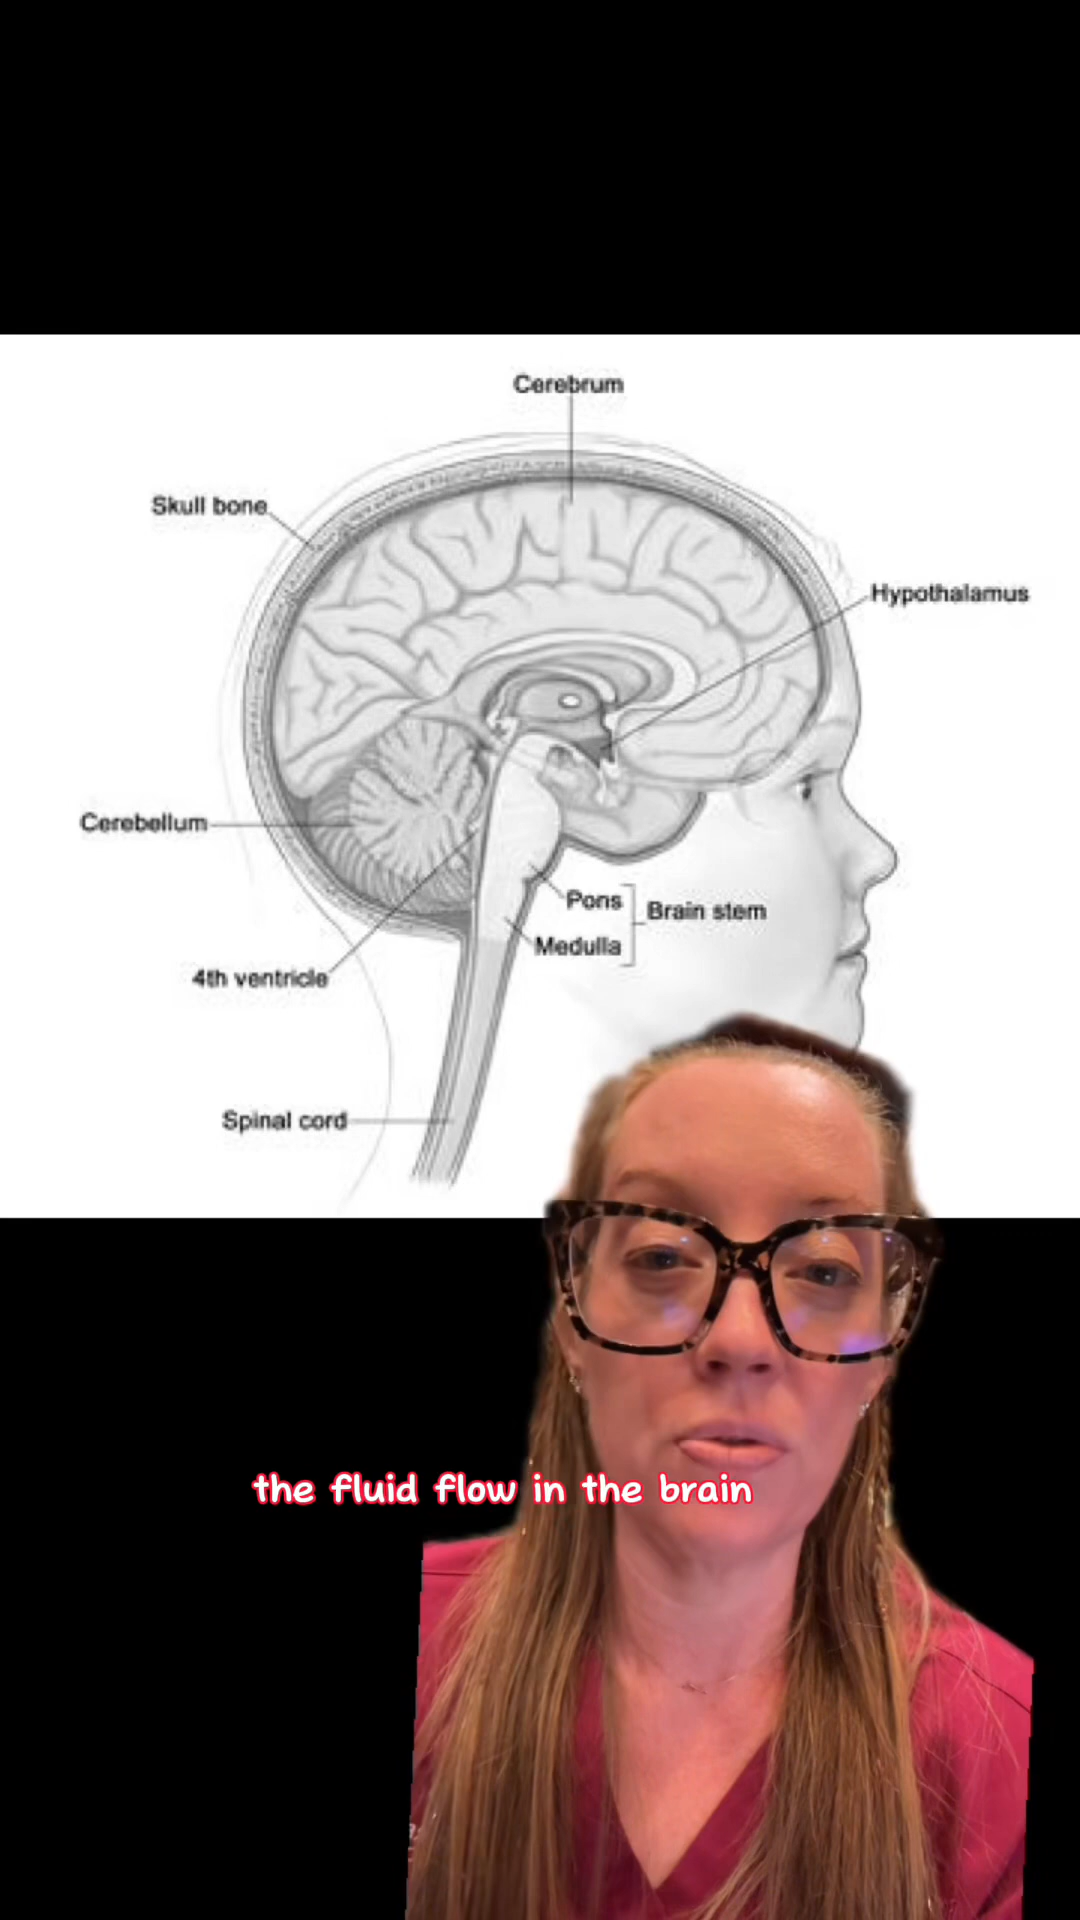 Cerebrum
Skull bone
Hypothalamus
Cerebellum
Pons
Brain stem
Medulla
4th ventricle
Spinal cord
the fluid flow in the brain